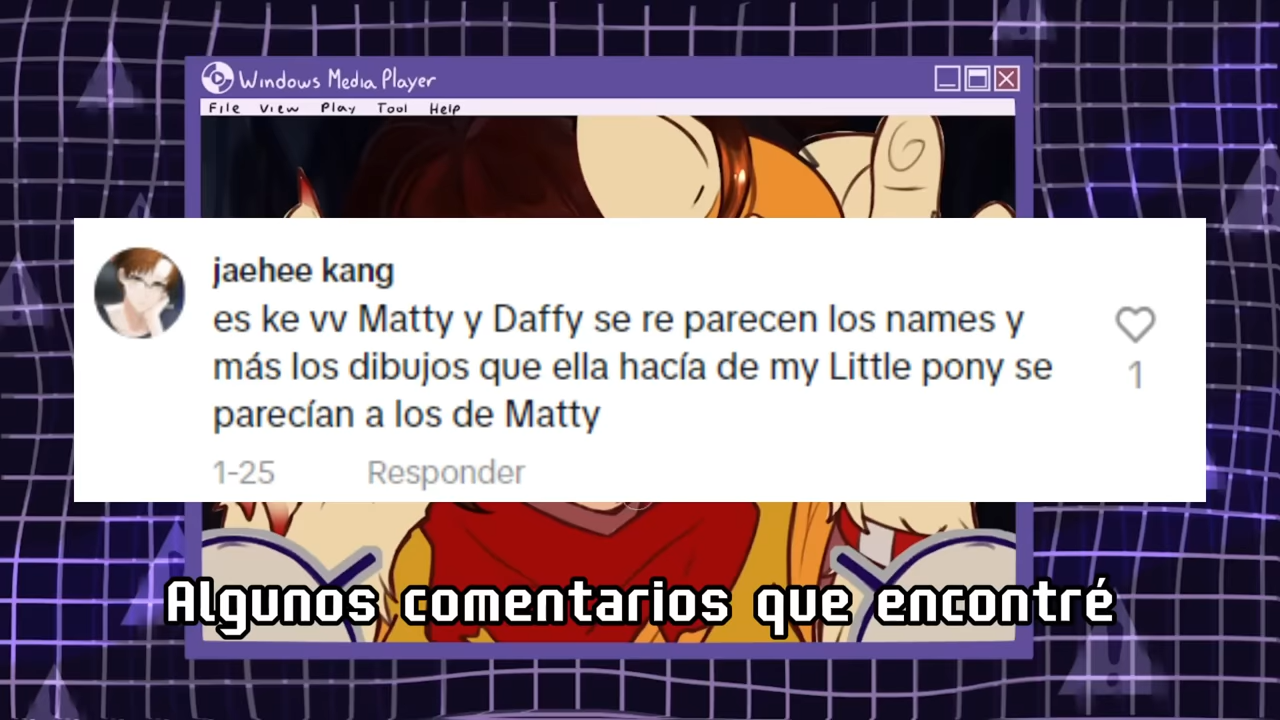 Windows Media Player
File View Play Tool Help
jaehee kang
es ke vv Matty y Daffy se re parecen los names y
más los dibujos que ella hacía de my Little pony se
parecían a los de Matty
1
1-25 Responder
Algunos comentarios que encontré